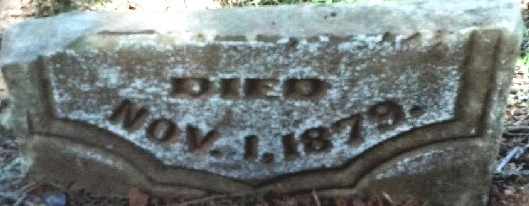 DIED
NOV. 1, 1879.